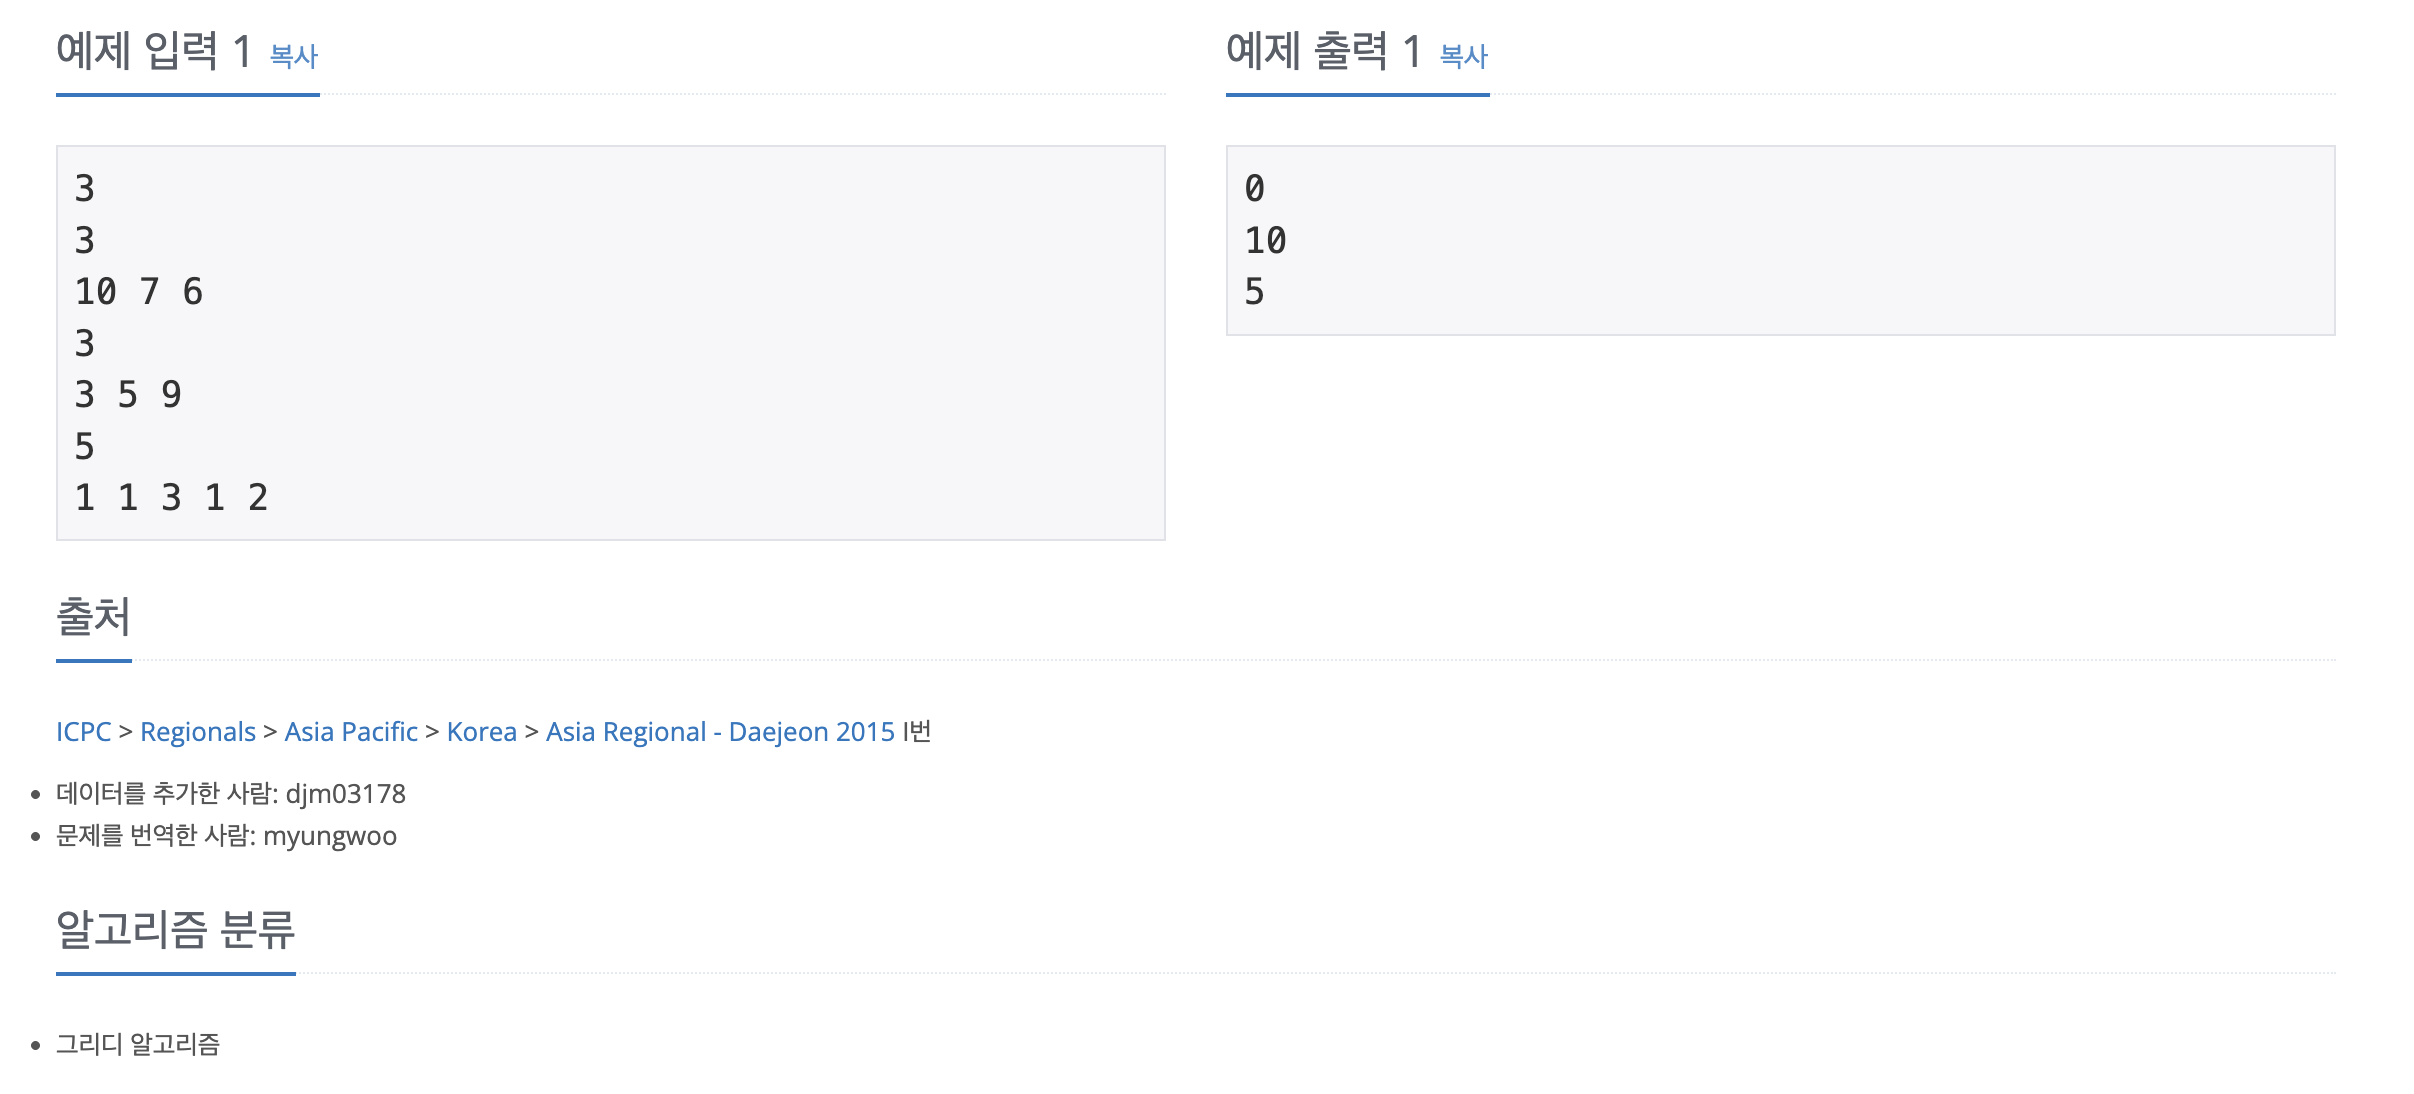 예제 입력 1 복사
3
3
10 7 6
3
3 5 9
5
1 1 3 1 2
예제 출력 1 복사
0
10
5
출처
ICPC > Regionals > Asia Pacific > Korea > Asia Regional - Daejeon 2015 I번
데이터를 추가한 사람: djm03178
문제를 번역한 사람: myungwoo
알고리즘 분류
그리디 알고리즘